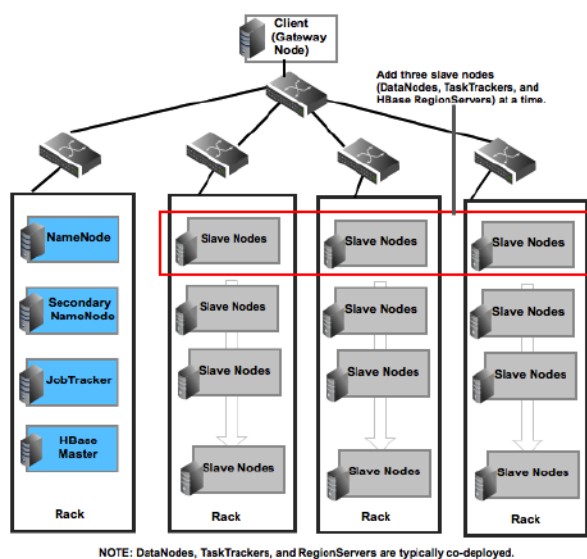 Client
(Gateway
Node)
Add three slave nodes
(DataNodes, TaskTrackers, and
HBase RegionServers) at a time.
NameNode
Secondary
NameNode
JobTracker
HBase
Master
Rack
Slave Nodes
Slave Nodes
Slave Nodes
Slave Nodes
Rack
Slave Nodes
Slave Nodes
Slave Nodes
Slave Nodes
Rack
Slave Nodes
Slave Nodes
Slave Nodes
Slave Nodes
Rack
NOTE: DataNodes, TaskTrackers, and RegionServers are typically co-deployed.